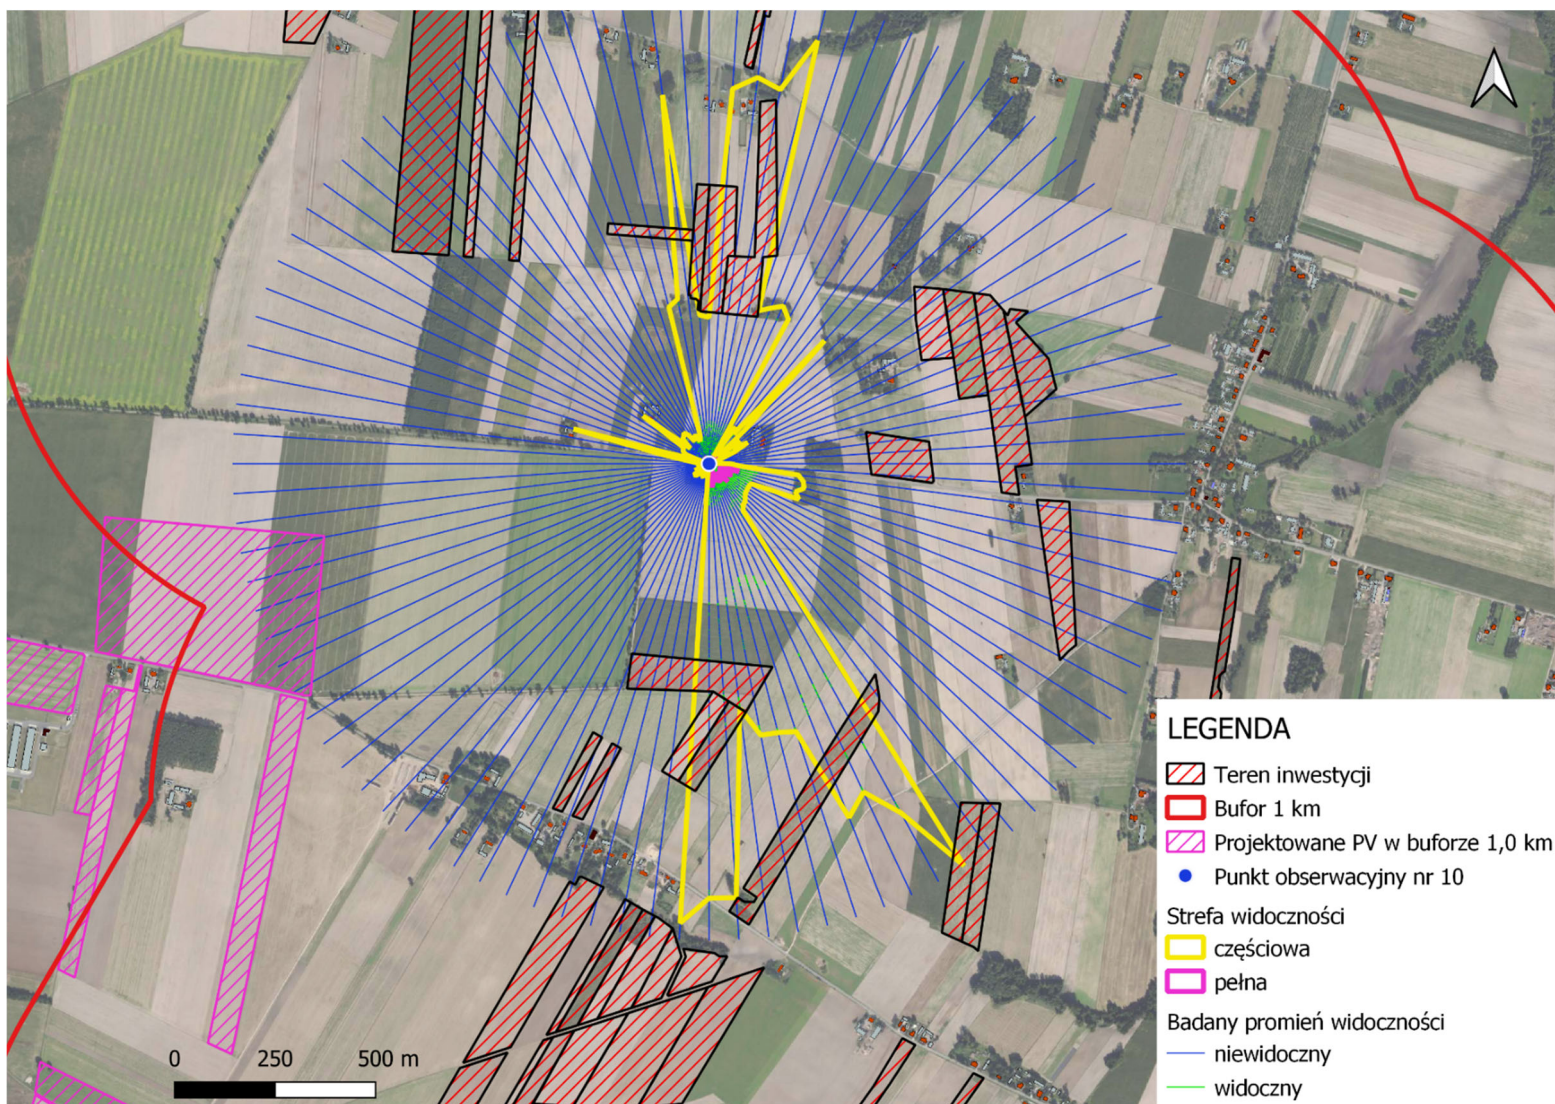 LEGENDA
Teren inwestycji
Bufor 1 km
Projektowane PV w buforze 1,0 km
Punkt obserwacyjny nr 10
Strefa widoczności
częściowa
pełna
Badany promień widoczności
niewidoczny
widoczny
0 250 500 m